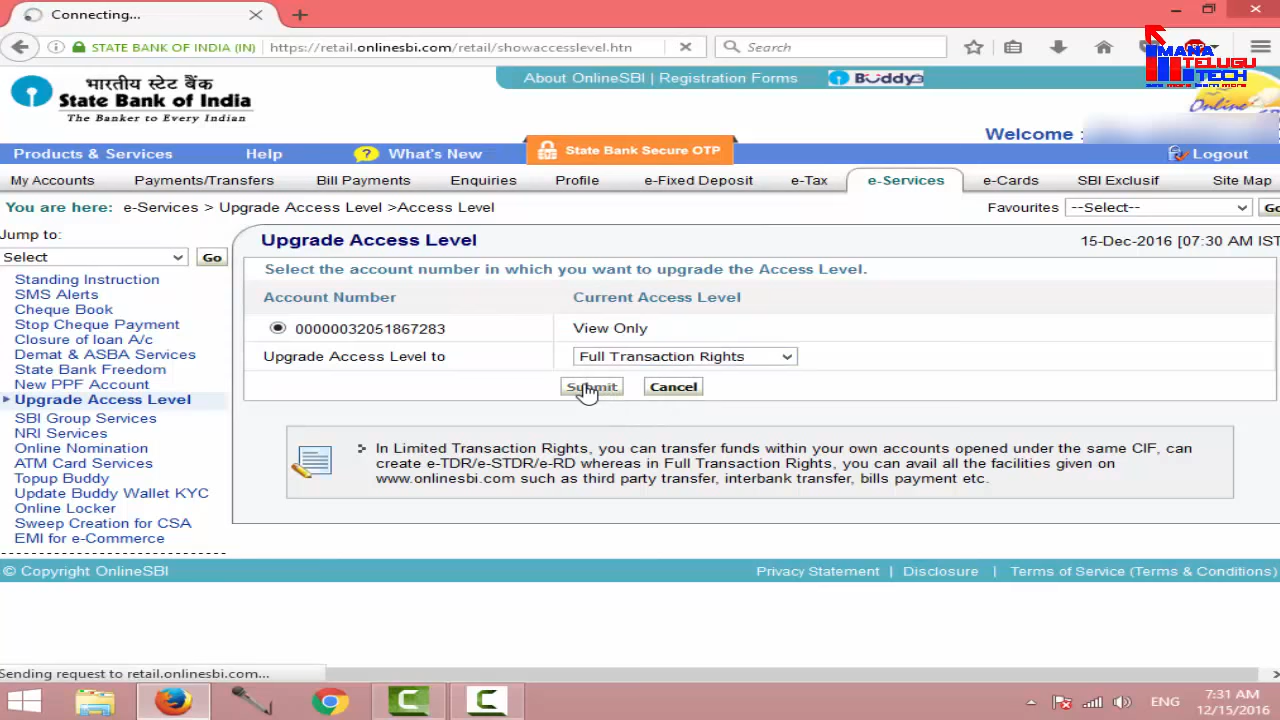 Connecting...
STATE BANK OF INDIA (IN) https://retail.onlinesbi.com/retail/showaccesslevel.htn Search
MANA
TELUGU
TECH
भारतीय स्टेट बैंक
State Bank of India
The Banker to Every Indian
About OnlineSBI | Registration Forms Buddy
Online
Welcome :
Products & Services Help ? What's New State Bank Secure OTP Logout
My Accounts Payments/Transfers Bill Payments Enquiries Profile e-Fixed Deposit e-Tax e-Services e-Cards SBI Exclusif Site Map
You are here: e-Services > Upgrade Access Level >Access Level Favourites --Select-- Go
Jump to:
Select Go
Upgrade Access Level 15-Dec-2016 [07:30 AM IST
Select the account number in which you want to upgrade the Access Level.
Account Number Current Access Level
00000032051867283 View Only
Upgrade Access Level to Full Transaction Rights
Submit Cancel
In Limited Transaction Rights, you can transfer funds within your own accounts opened under the same CIF, can
create e-TDR/e-STDR/e-RD whereas in Full Transaction Rights, you can avail all the facilities given on
www.onlinesbi.com such as third party transfer, interbank transfer, bills payment etc.
Standing Instruction
SMS Alerts
Cheque Book
Stop Cheque Payment
Closure of loan A/c
Demat & ASBA Services
State Bank Freedom
New PPF Account
Upgrade Access Level
SBI Group Services
NRI Services
Online Nomination
ATM Card Services
Topup Buddy
Update Buddy Wallet KYC
Online Locker
Sweep Creation for CSA
EMI for e-Commerce
© Copyright OnlineSBI Privacy Statement | Disclosure | Terms of Service (Terms & Conditions)
Sending request to retail.onlinesbi.com...
ENG 7:31 AM
12/15/2016